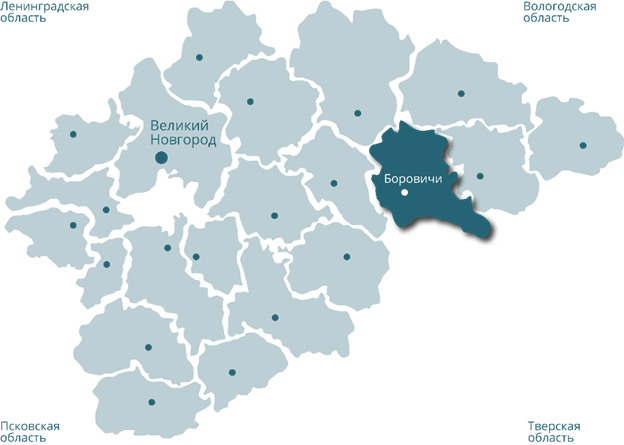 Ленинградская
область
Вологодская
область
Великий
Новгород
Боровичи
Псковская
область
Тверская
область